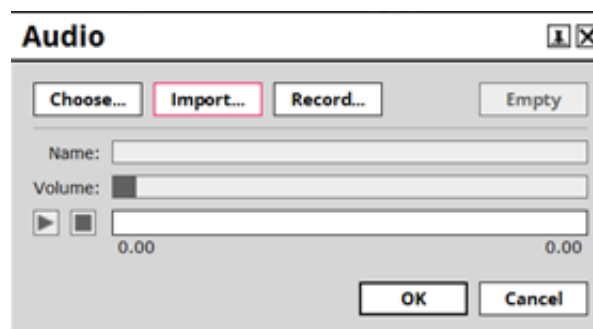 Audio
Choose... Import... Record... Empty
Name:
Volume:
0.00 0.00
OK Cancel